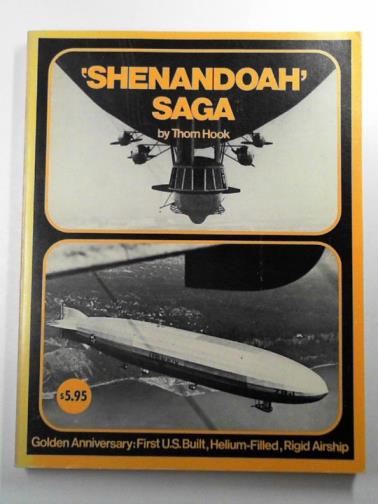 'SHENANDOAH'
SAGA
by Thom Hook
$5.95
Golden Anniversary: First U.S. Built, Helium-Filled, Rigid Airship